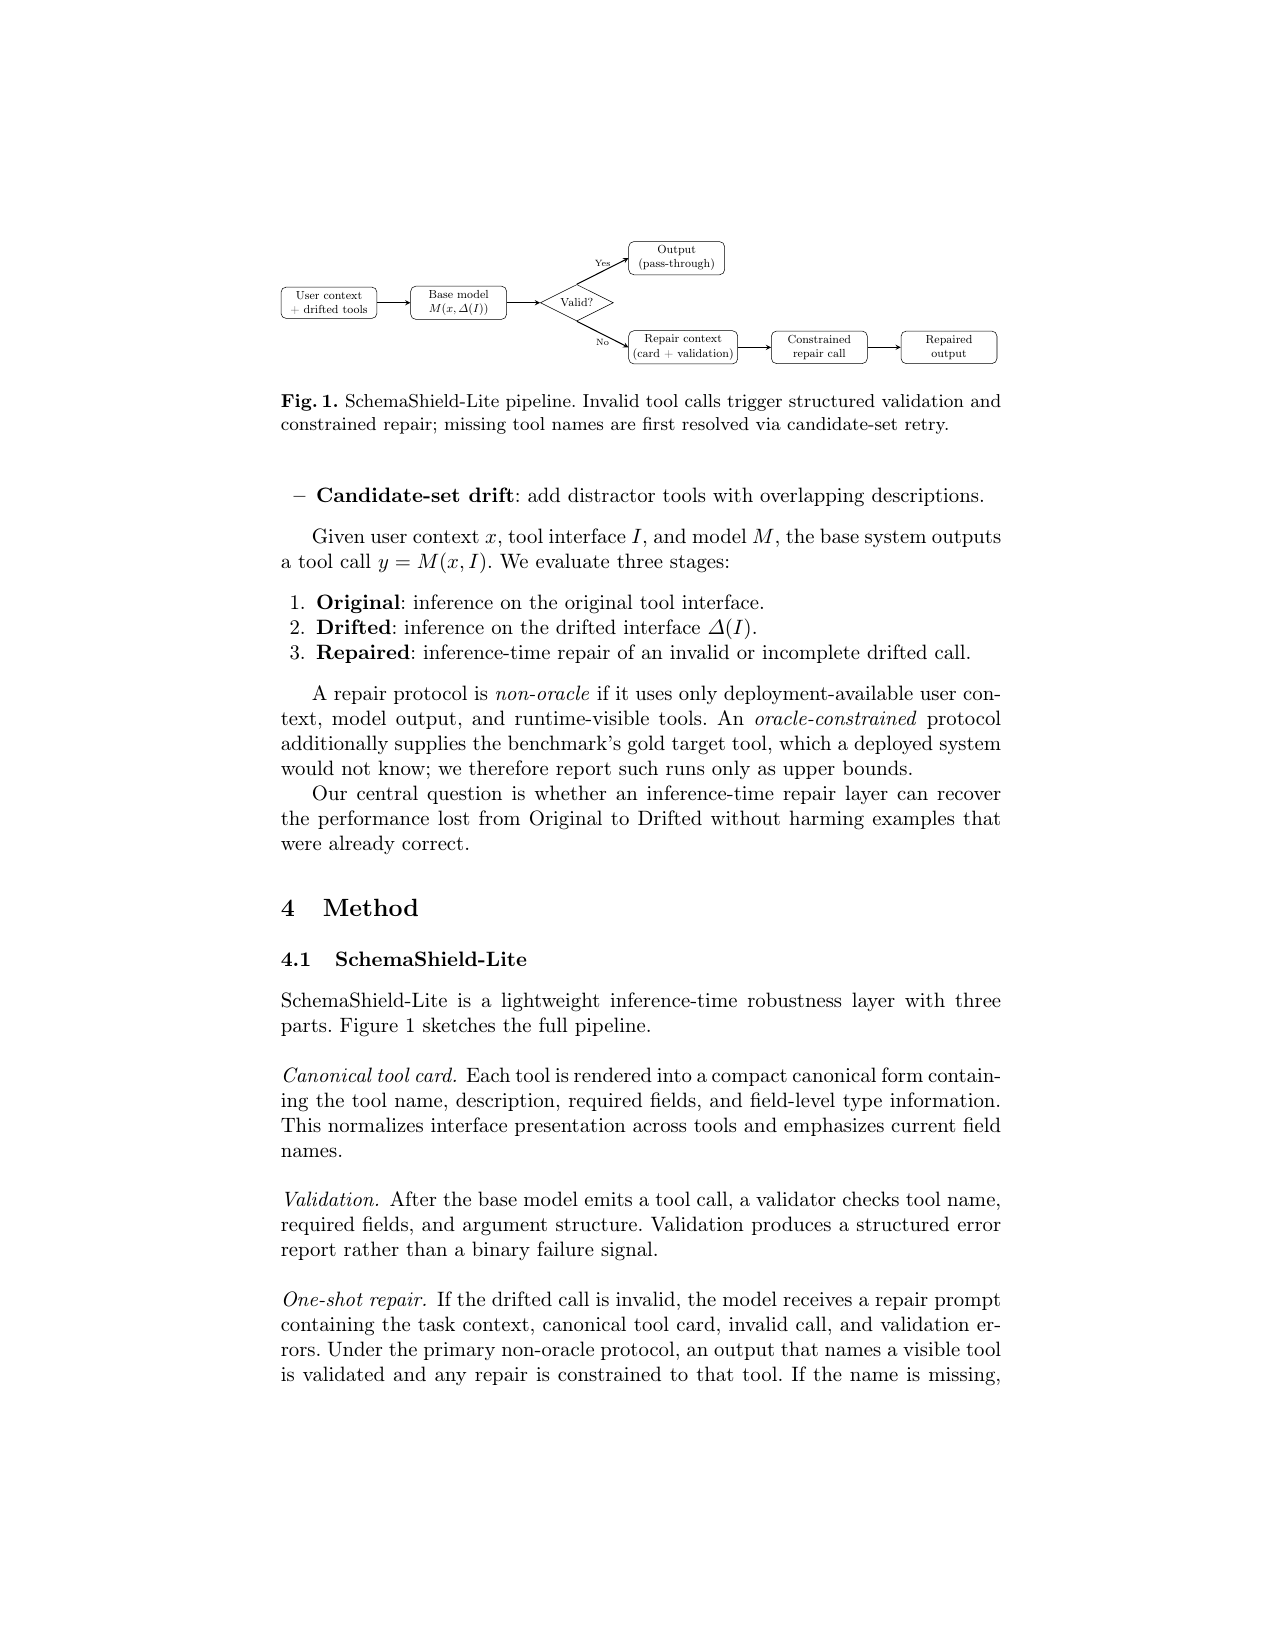 Output
(pass-through)
Yes
User context
+ drifted tools
Base model
M(x, Δ(I))
Valid?
No
Repair context
(card + validation)
Constrained
repair call
Repaired
output
Fig. 1. SchemaShield-Lite pipeline. Invalid tool calls trigger structured validation and
constrained repair; missing tool names are first resolved via candidate-set retry.
– Candidate-set drift: add distractor tools with overlapping descriptions.
Given user context x, tool interface I, and model M, the base system outputs
a tool call y = M(x, I). We evaluate three stages:
1. Original: inference on the original tool interface.
2. Drifted: inference on the drifted interface Δ(I).
3. Repaired: inference-time repair of an invalid or incomplete drifted call.
A repair protocol is non-oracle if it uses only deployment-available user con-
text, model output, and runtime-visible tools. An oracle-constrained protocol
additionally supplies the benchmark's gold target tool, which a deployed system
would not know; we therefore report such runs only as upper bounds.
Our central question is whether an inference-time repair layer can recover
the performance lost from Original to Drifted without harming examples that
were already correct.
4 Method
4.1 SchemaShield-Lite
SchemaShield-Lite is a lightweight inference-time robustness layer with three
parts. Figure 1 sketches the full pipeline.
Canonical tool card. Each tool is rendered into a compact canonical form contain-
ing the tool name, description, required fields, and field-level type information.
This normalizes interface presentation across tools and emphasizes current field
names.
Validation. After the base model emits a tool call, a validator checks tool name,
required fields, and argument structure. Validation produces a structured error
report rather than a binary failure signal.
One-shot repair. If the drifted call is invalid, the model receives a repair prompt
containing the task context, canonical tool card, invalid call, and validation er-
rors. Under the primary non-oracle protocol, an output that names a visible tool
is validated and any repair is constrained to that tool. If the name is missing,